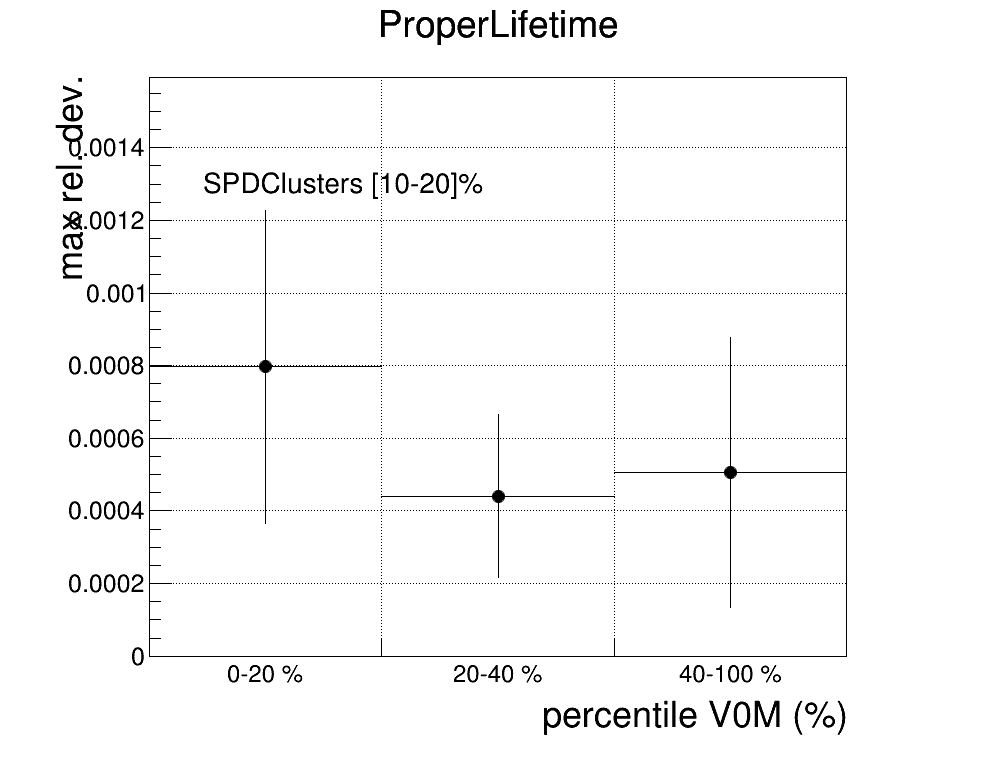 ProperLifetime
max rel. dev.
0.0014
SPDClusters [10-20]%
0.0012
0.001
0.0008
0.0006
0.0004
0.0002
0
0-20 % 20-40 % 40-100 %
percentile V0M (%)